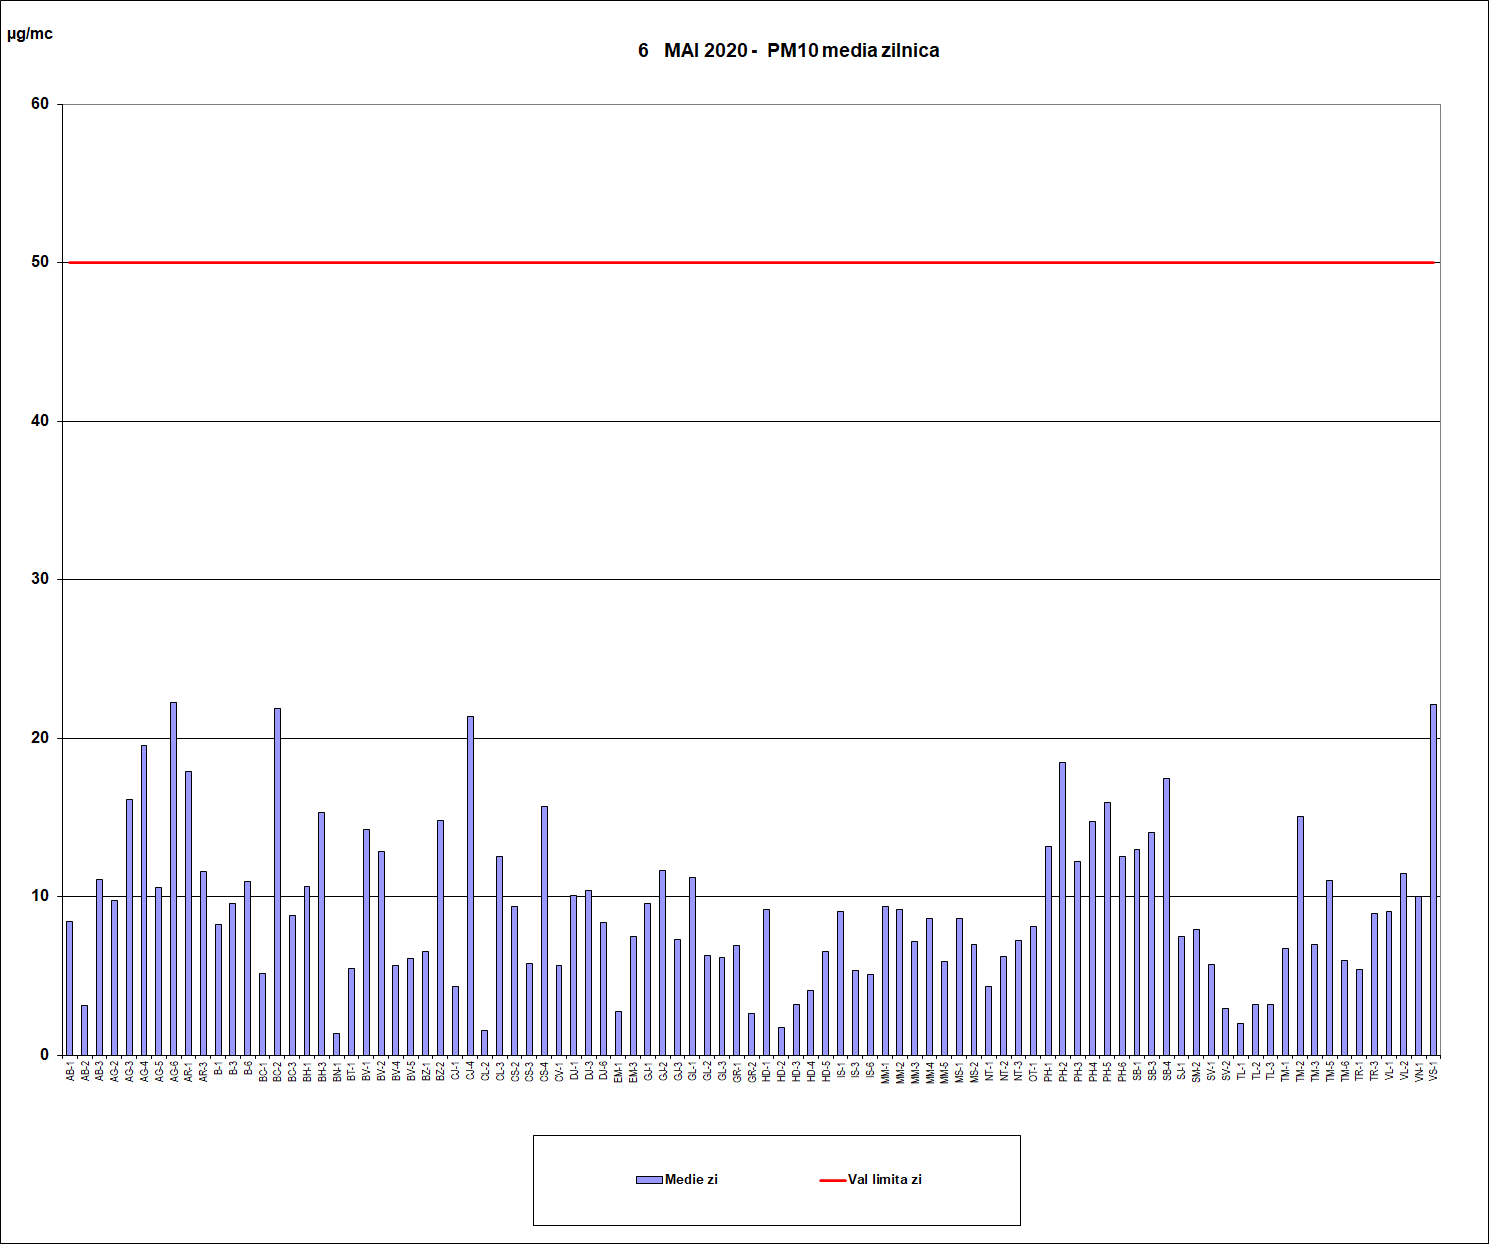 µg/mc
6 MAI 2020 - PM10 media zilnica
60
50
40
30
20
10
0
AB-1 AB-2 AB-3 AG-2 AG-3 AG-4 AG-5 AG-6 AR-1 AR-3 B-1 B-3 B-6 BC-1 BC-2 BC-3 BH-1 BH-3 BN-1 BT-1 BV-1 BV-2 BV-4 BV-5 BZ-1 BZ-2 CJ-1 CJ-4 CL-2 CL-3 CS-2 CS-3 CS-4 CV-1 DJ-1 DJ-3 DJ-6 EM-1 EM-3 GJ-1 GJ-2 GJ-3 GL-1 GL-2 GL-3 GR-1 GR-2 HD-1 HD-2 HD-3 HD-4 HD-5 IS-1 IS-3 IS-6 MM-1 MM-2 MM-3 MM-4 MM-5 MS-1 MS-2 NT-1 NT-2 NT-3 OT-1 PH-1 PH-2 PH-3 PH-4 PH-5 PH-6 SB-1 SB-3 SB-4 SJ-1 SM-2 SV-1 SV-2 TL-1 TL-2 TL-3 TM-1 TM-2 TM-3 TM-5 TM-6 TR-1 TR-3 VL-1 VL-2 VN-1 VS-1
Medie zi Val limita zi